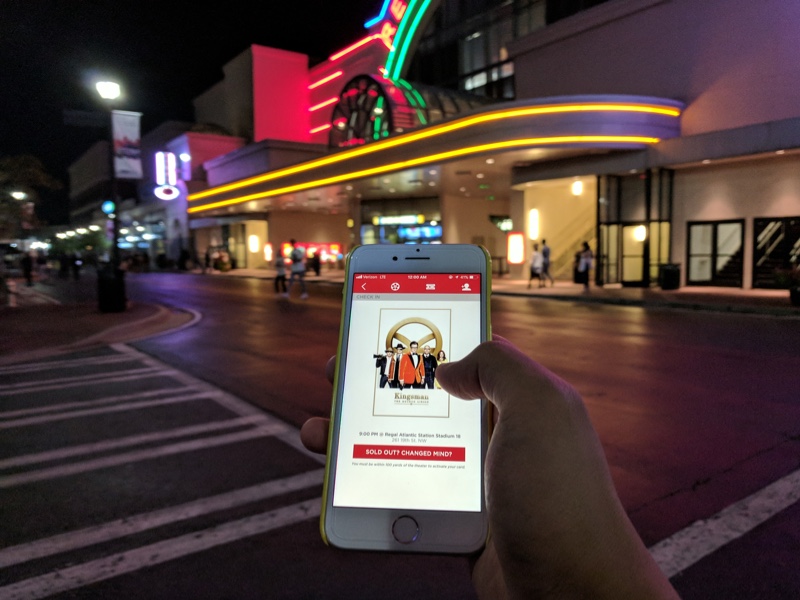 RE
Verizon LTE
12:09 AM
CHECK IN
Kingsman
THE GOLDEN CIRCLE
9:00 PM @ Regal Atlantic Station Stadium 18
261 19th St. NW
SOLD OUT? CHANGED MIND?
You must be within 100 yards of the theater to activate your card.